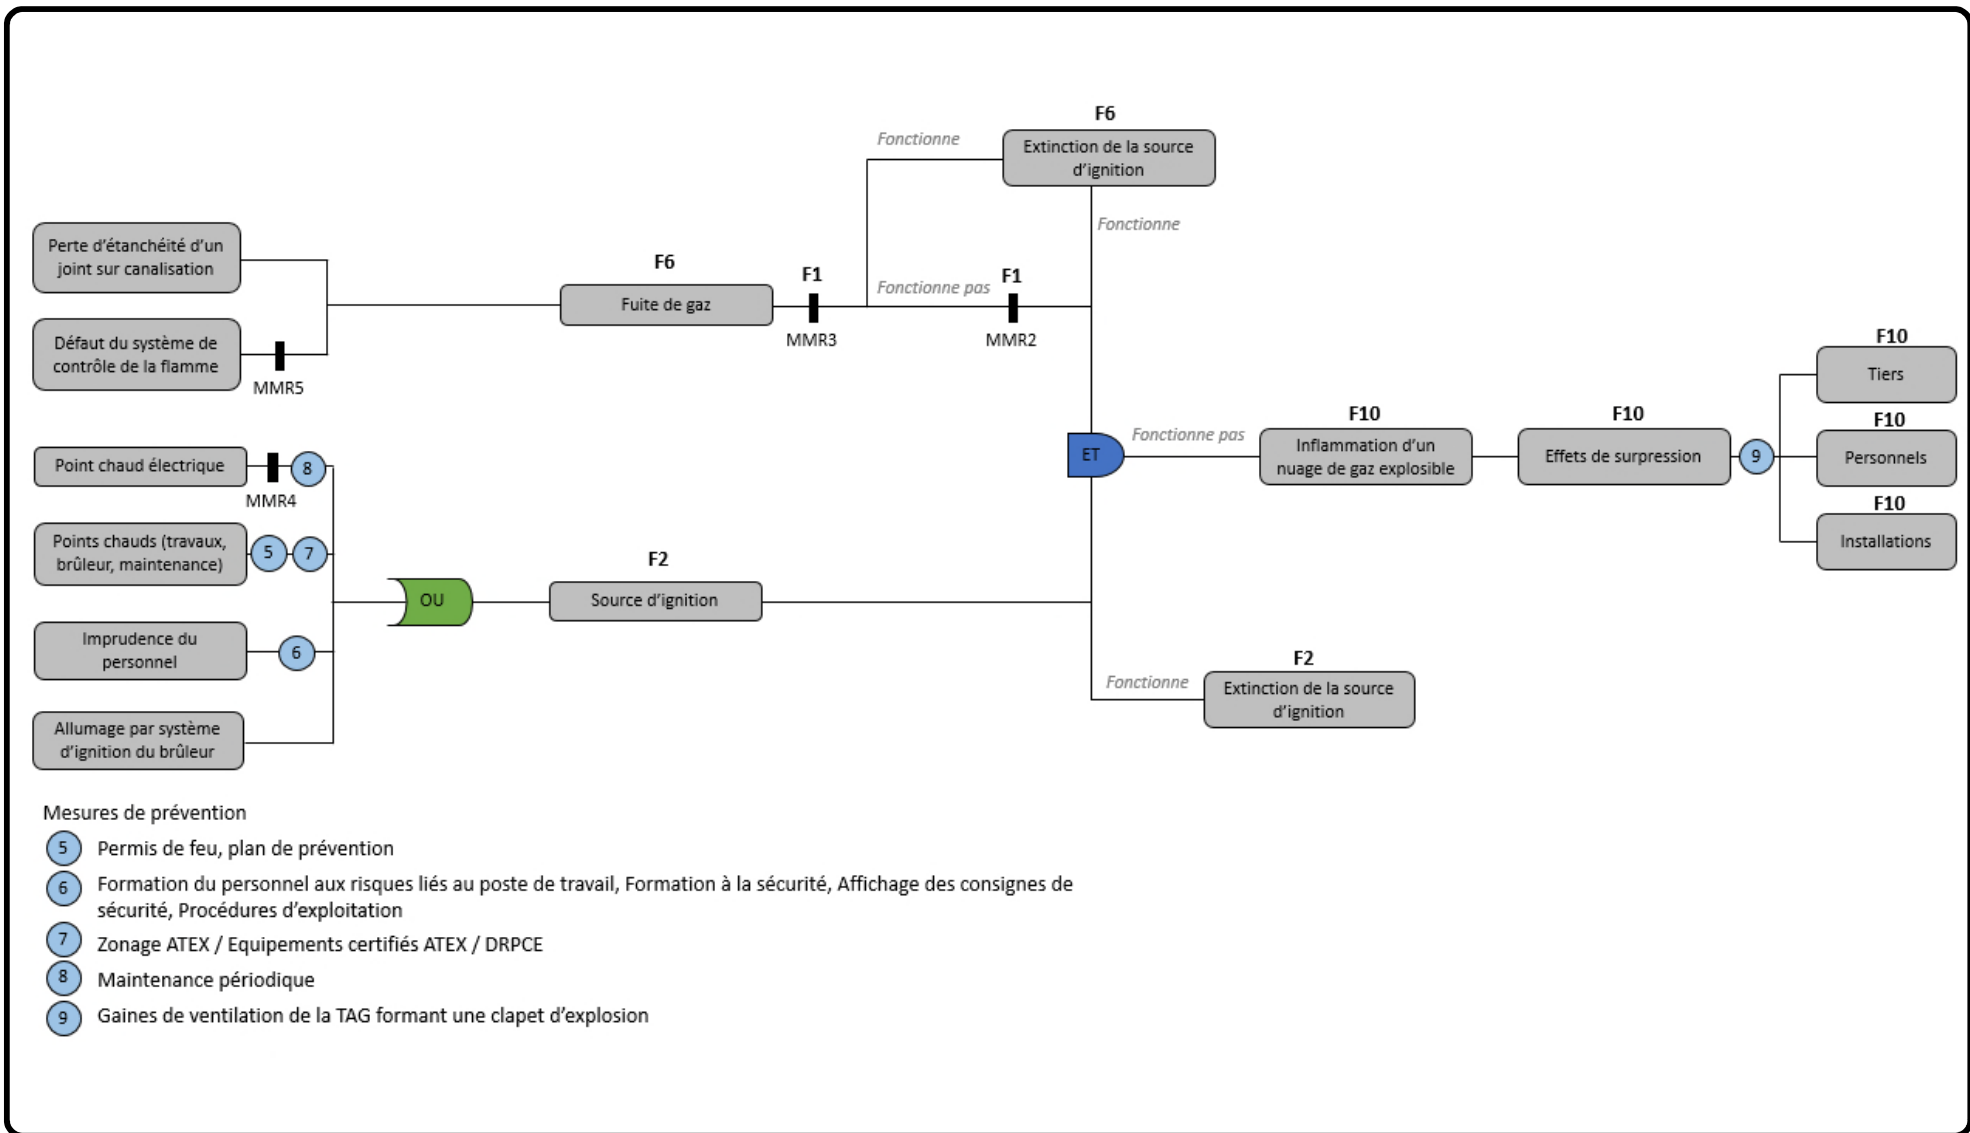 F6
Fonctionne
Extinction de la source
d'ignition
Fonctionne
Perte d'étanchéité d'un
joint sur canalisation
F6
Fuite de gaz
F1
MMR3
Fonctionne pas
F1
MMR2
Défaut du système de
contrôle de la flamme
MMR5
Point chaud électrique
MMR4
8
Points chauds (travaux,
brûleur, maintenance)
5
7
Imprudence du
personnel
6
Allumage par système
d'ignition du brûleur
OU
F2
Source d'ignition
ET
Fonctionne pas
F10
Inflammation d'un
nuage de gaz explosible
F10
Effets de surpression
9
F10
Tiers
F10
Personnels
F10
Installations
Fonctionne
F2
Extinction de la source
d'ignition
Mesures de prévention
5 Permis de feu, plan de prévention
6 Formation du personnel aux risques liés au poste de travail, Formation à la sécurité, Affichage des consignes de
sécurité, Procédures d'exploitation
7 Zonage ATEX / Equipements certifiés ATEX / DRPCE
8 Maintenance périodique
9 Gaines de ventilation de la TAG formant une clapet d'explosion